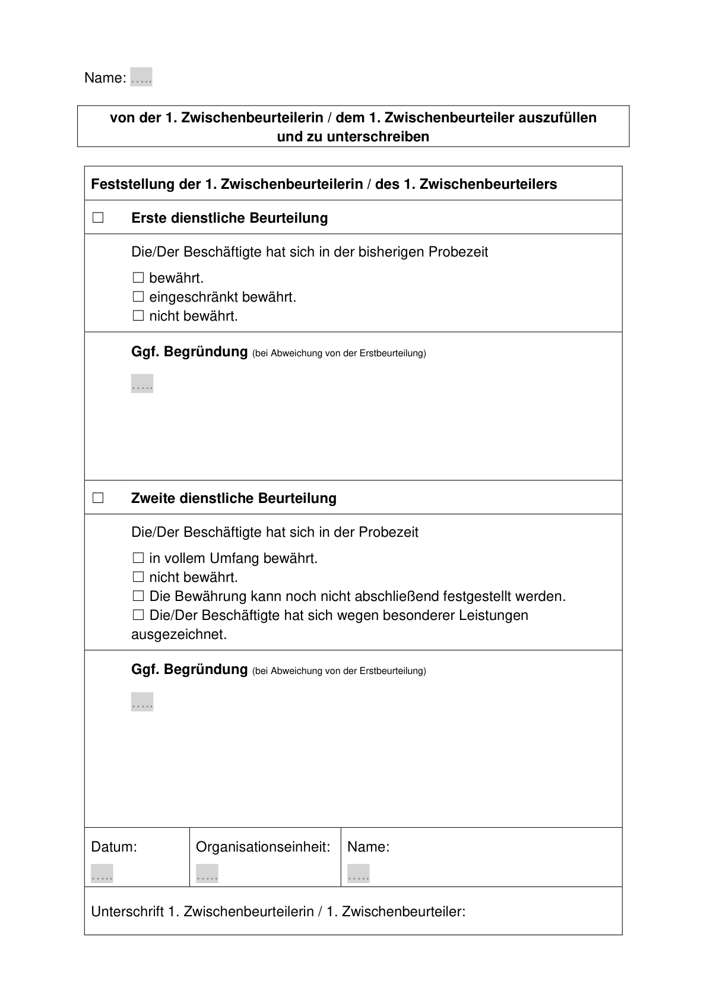 Name: .....
von der 1. Zwischenbeurteilerin / dem 1. Zwischenbeurteiler auszufüllen
und zu unterschreiben
Feststellung der 1. Zwischenbeurteilerin / des 1. Zwischenbeurteilers
☐ Erste dienstliche Beurteilung
Die/Der Beschäftigte hat sich in der bisherigen Probezeit
☐ bewährt.
☐ eingeschränkt bewährt.
☐ nicht bewährt.
Ggf. Begründung (bei Abweichung von der Erstbeurteilung)
.....
☐ Zweite dienstliche Beurteilung
Die/Der Beschäftigte hat sich in der Probezeit
☐ in vollem Umfang bewährt.
☐ nicht bewährt.
☐ Die Bewährung kann noch nicht abschließend festgestellt werden.
☐ Die/Der Beschäftigte hat sich wegen besonderer Leistungen
ausgezeichnet.
Ggf. Begründung (bei Abweichung von der Erstbeurteilung)
.....
Datum: Organisationseinheit: Name:
..... ..... .....
Unterschrift 1. Zwischenbeurteilerin / 1. Zwischenbeurteiler: